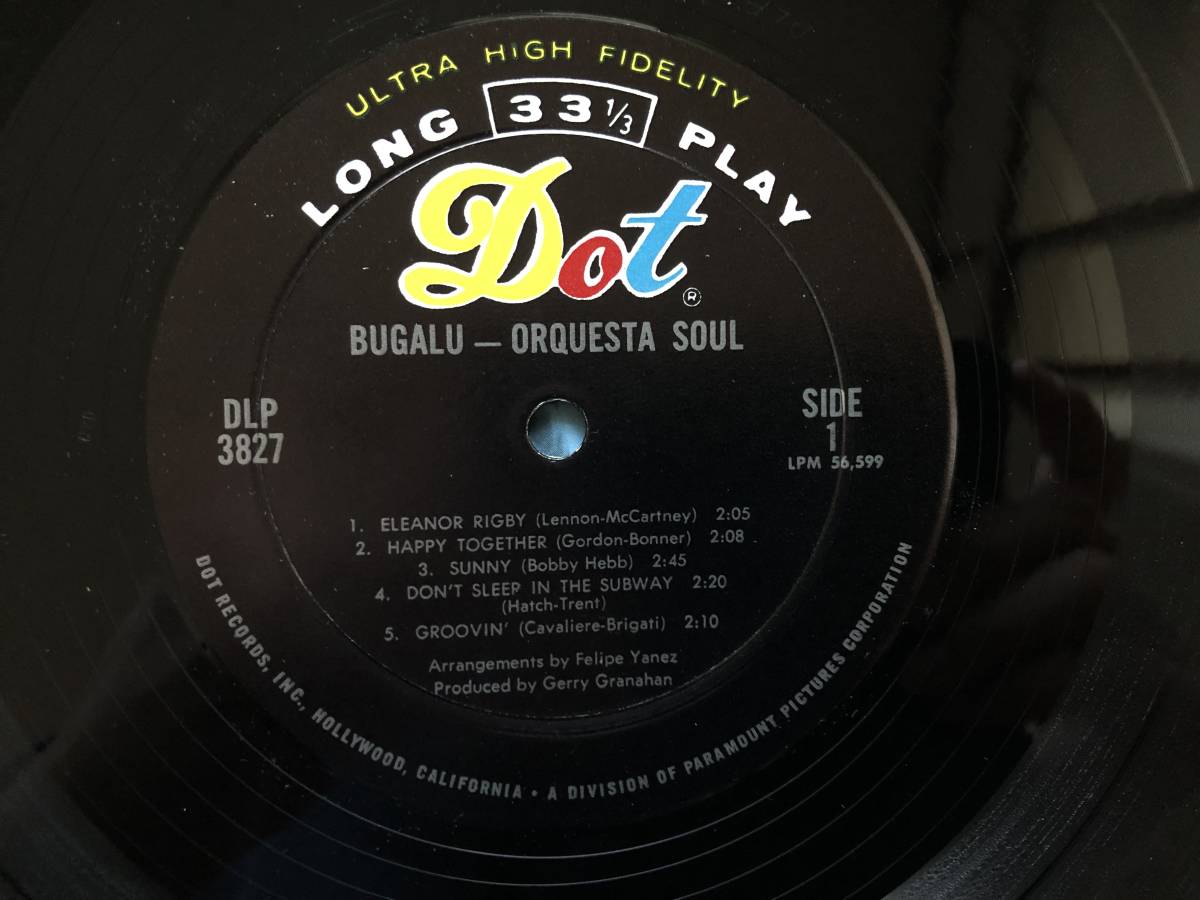 ULTRA HIGH FIDELITY
LONG 33 1/3 PLAY
Dot ®
BUGALU — ORQUESTA SOUL
DLP
3827
SIDE
1
LPM 56,599
1. ELEANOR RIGBY (Lennon-McCartney) 2:05
2. HAPPY TOGETHER (Gordon-Bonner) 2:08
3. SUNNY (Bobby Hebb) 2:45
4. DON'T SLEEP IN THE SUBWAY 2:20
(Hatch-Trent)
5. GROOVIN' (Cavaliere-Brigati) 2:10
Arrangements by Felipe Yanez
Produced by Gerry Granahan
DOT RECORDS, INC., HOLLYWOOD, CALIFORNIA • A DIVISION OF PARAMOUNT PICTURES CORPORATION